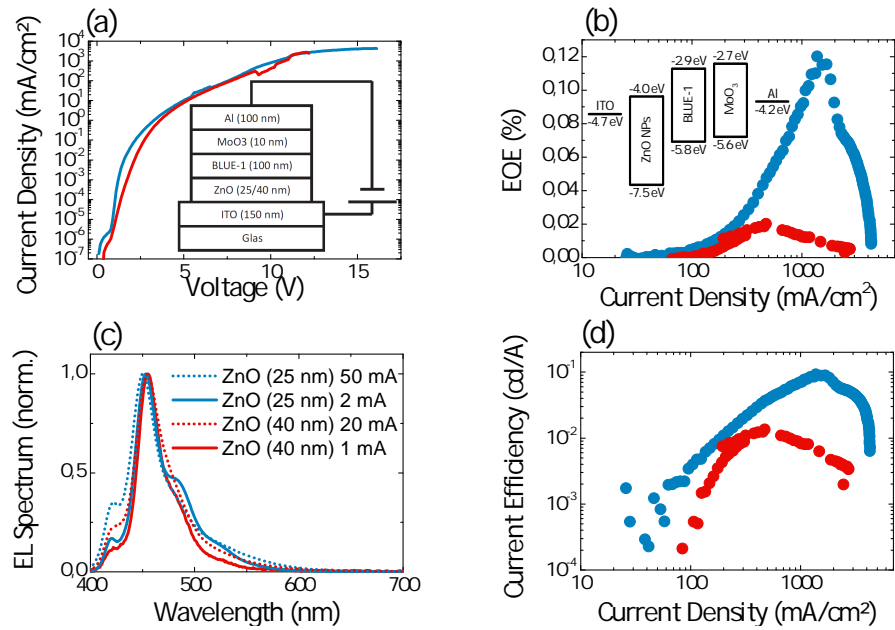 (a)
Current Density (mA/cm²)
10⁴
10³
10²
10¹
10⁰
10⁻¹
10⁻²
10⁻³
10⁻⁴
10⁻⁵
10⁻⁶
10⁻⁷
0 5 10 15
Voltage (V)
Al (100 nm)
MoO3 (10 nm)
BLUE-1 (100 nm)
ZnO (25/40 nm)
ITO (150 nm)
Glas
(b)
EQE (%)
0,12
0,10
0,08
0,06
0,04
0,02
0,00
10 100 1000
Current Density (mA/cm²)
ITO
-4.7eV
-4.0eV
ZnO NPs
-7.5eV
-2.9eV
BLUE-1
-5.8eV
-2.7eV
MoO₃
-5.6eV
Al
-4.2eV
(c)
EL Spectrum (norm.)
1,0
0,5
0,0
400 500 600 700
Wavelength (nm)
ZnO (25 nm) 50 mA
ZnO (25 nm) 2 mA
ZnO (40 nm) 20 mA
ZnO (40 nm) 1 mA
(d)
Current Efficiency (cd/A)
10⁻¹
10⁻²
10⁻³
10⁻⁴
10 100 1000
Current Density (mA/cm²)